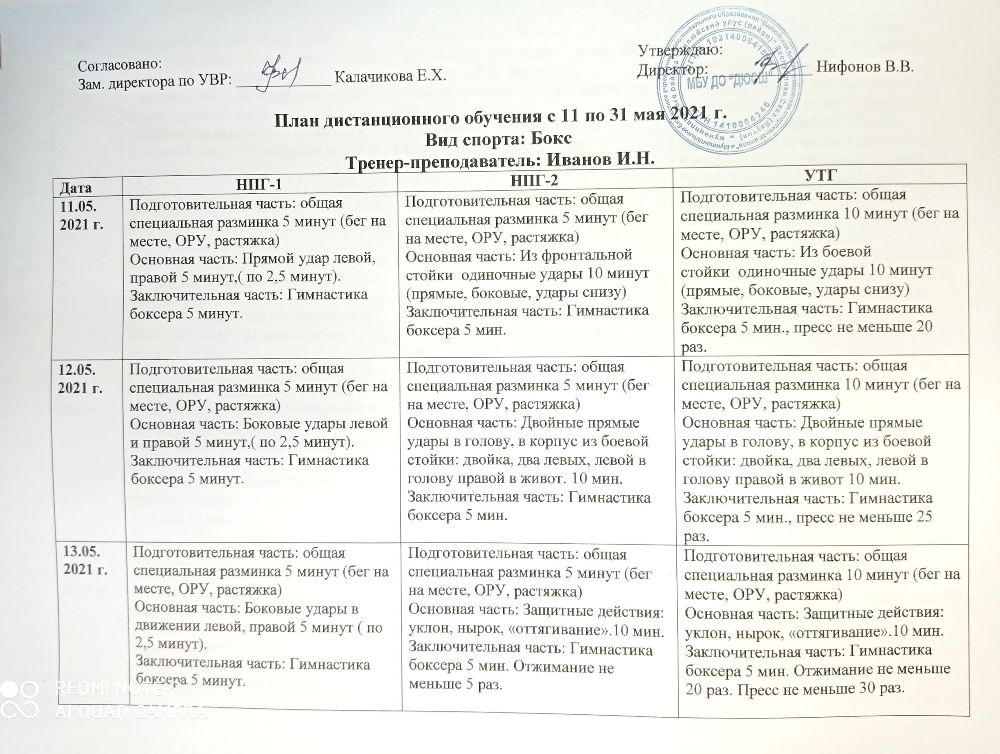 Согласовано:
Зам. директора по УВР: Калачикова Е.Х.
Утверждаю:
Директор: Нифонов В.В.
МБУ ДО "ДЮСШ"
ИНН 1410004346
План дистанционного обучения с 11 по 31 мая 2021 г.
Вид спорта: Бокс
Тренер-преподаватель: Иванов И.Н.
Дата НПГ-1 НПГ-2 УТГ
11.05.
2021 г.
Подготовительная часть: общая
специальная разминка 5 минут (бег на
месте, ОРУ, растяжка)
Основная часть: Прямой удар левой,
правой 5 минут,( по 2,5 минут).
Заключительная часть: Гимнастика
боксера 5 минут.
Подготовительная часть: общая
специальная разминка 5 минут (бег
на месте, ОРУ, растяжка)
Основная часть: Из фронтальной
стойки одиночные удары 10 минут
(прямые, боковые, удары снизу)
Заключительная часть: Гимнастика
боксера 5 мин.
Подготовительная часть: общая
специальная разминка 10 минут (бег на
месте, ОРУ, растяжка)
Основная часть: Из боевой
стойки одиночные удары 10 минут
(прямые, боковые, удары снизу)
Заключительная часть: Гимнастика
боксера 5 мин., пресс не меньше 20
раз.
12.05.
2021 г.
Подготовительная часть: общая
специальная разминка 5 минут (бег на
месте, ОРУ, растяжка)
Основная часть: Боковые удары левой
и правой 5 минут,( по 2,5 минут).
Заключительная часть: Гимнастика
боксера 5 минут.
Подготовительная часть: общая
специальная разминка 5 минут (бег
на месте, ОРУ, растяжка)
Основная часть: Двойные прямые
удары в голову, в корпус из боевой
стойки: двойка, два левых, левой в
голову правой в живот. 10 мин.
Заключительная часть: Гимнастика
боксера 5 мин.
Подготовительная часть: общая
специальная разминка 10 минут (бег на
месте, ОРУ, растяжка)
Основная часть: Двойные прямые
удары в голову, в корпус из боевой
стойки: двойка, два левых, левой в
голову правой в живот 10 мин.
Заключительная часть: Гимнастика
боксера 5 мин., пресс не меньше 25
раз.
13.05.
2021 г.
Подготовительная часть: общая
специальная разминка 5 минут (бег на
месте, ОРУ, растяжка)
Основная часть: Боковые удары в
движении левой, правой 5 минут ( по
2,5 минут).
Заключительная часть: Гимнастика
боксера 5 минут.
Подготовительная часть: общая
специальная разминка 5 минут (бег
на месте, ОРУ, растяжка)
Основная часть: Защитные действия:
уклон, нырок, «оттягивание».10 мин.
Заключительная часть: Гимнастика
боксера 5 мин. Отжимание не
меньше 5 раз.
Подготовительная часть: общая
специальная разминка 10 минут (бег на
месте, ОРУ, растяжка)
Основная часть: Защитные действия:
уклон, нырок, «оттягивание».10 мин.
Заключительная часть: Гимнастика
боксера 5 мин. Отжимание не меньше
20 раз. Пресс не меньше 30 раз.
REDMI NOTE 9
AI QUAD CAMERA